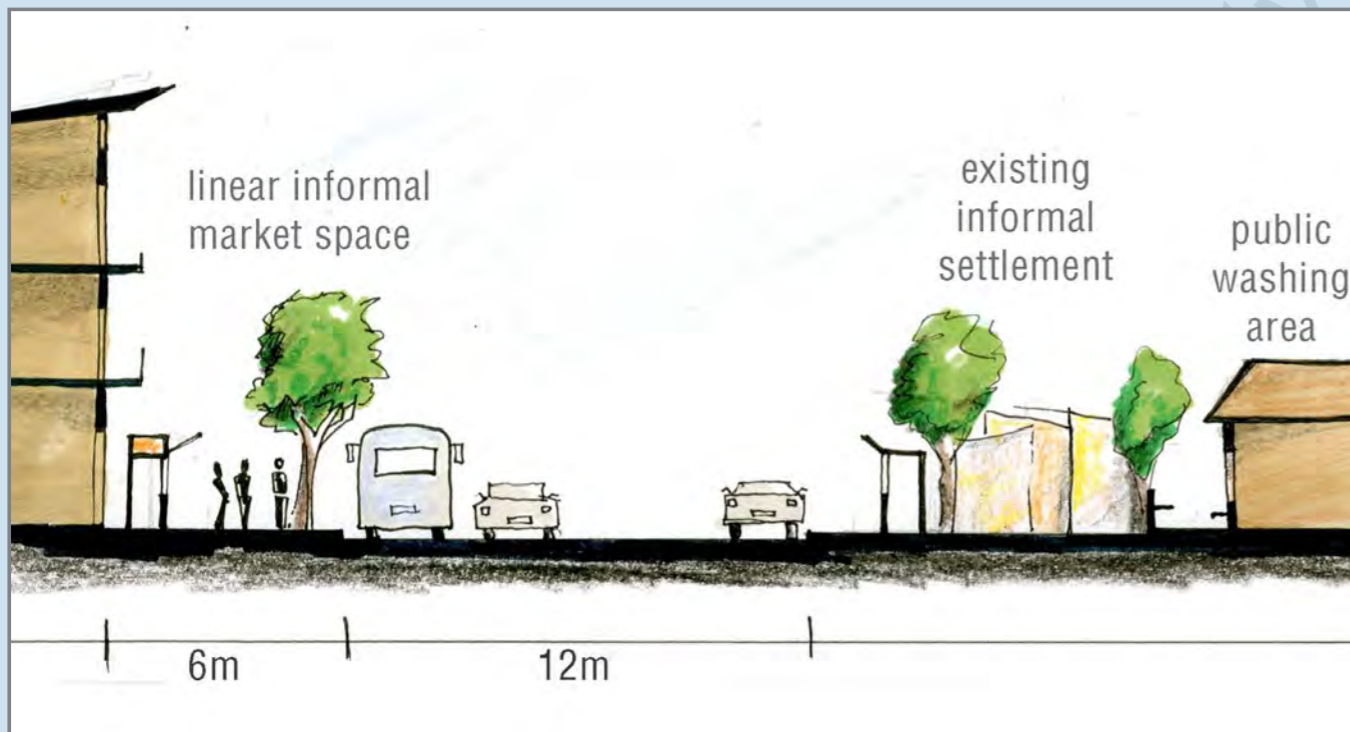 linear informal
market space
existing
informal
settlement
public
washing
area
6m
12m